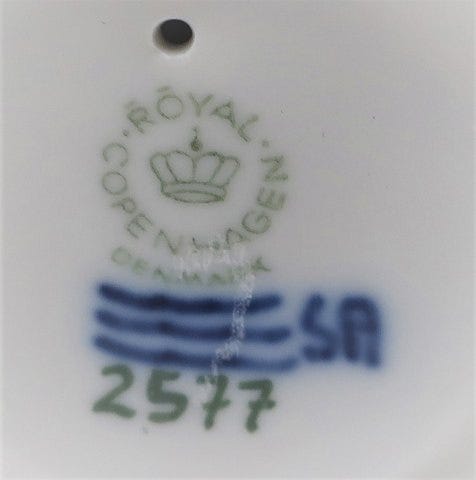 ROYAL · COPENHAGEN ·
DENMARK
SA
2577